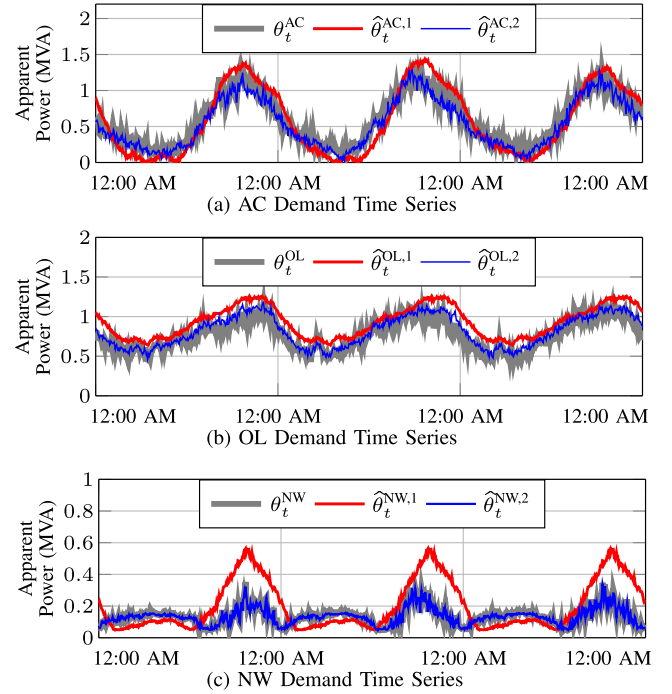 θ_t^AC θ̂_t^AC,1 θ̂_t^AC,2
2
1.5
1
0.5
0
Apparent
Power (MVA)
12:00 AM 12:00 AM 12:00 AM 12:00 AM
(a) AC Demand Time Series
θ_t^OL θ̂_t^OL,1 θ̂_t^OL,2
2
1.5
1
0.5
0
Apparent
Power (MVA)
12:00 AM 12:00 AM 12:00 AM 12:00 AM
(b) OL Demand Time Series
θ_t^NW θ̂_t^NW,1 θ̂_t^NW,2
1
0.8
0.6
0.4
0.2
0
Apparent
Power (MVA)
12:00 AM 12:00 AM 12:00 AM 12:00 AM
(c) NW Demand Time Series